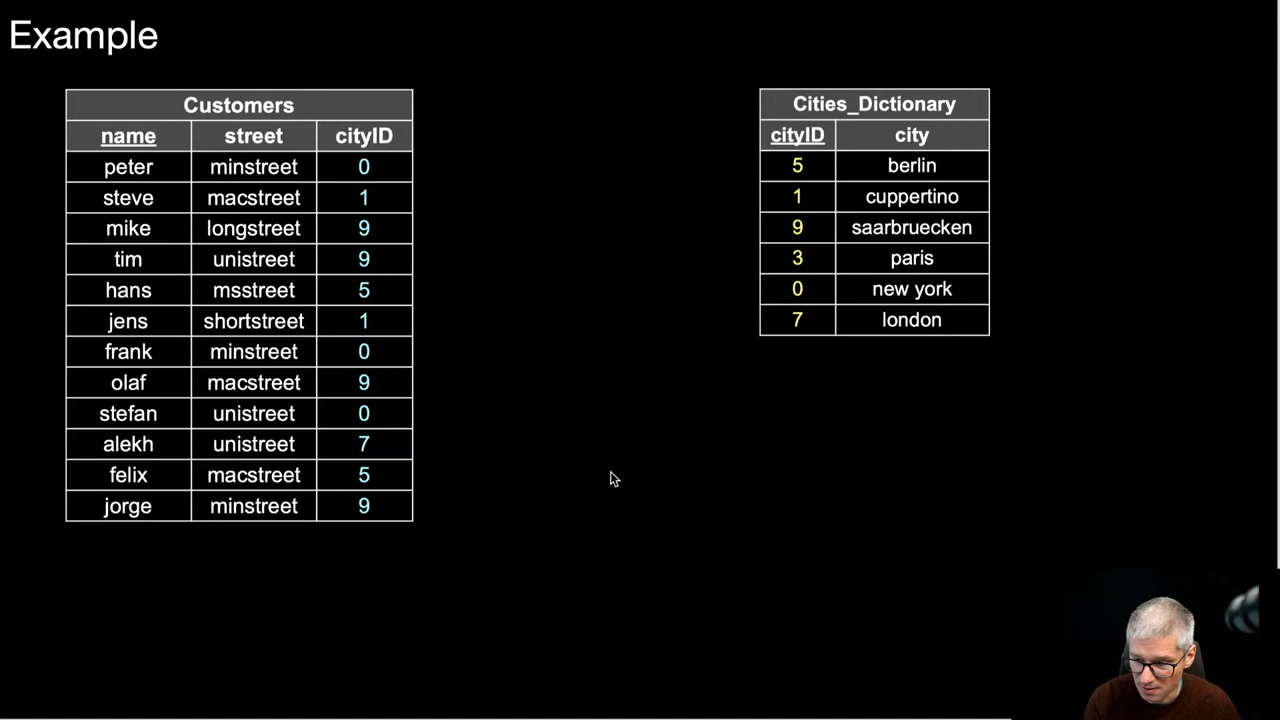 Example
Customers
name street cityID
peter minstreet 0
steve macstreet 1
mike longstreet 9
tim unistreet 9
hans msstreet 5
jens shortstreet 1
frank minstreet 0
olaf macstreet 9
stefan unistreet 0
alekh unistreet 7
felix macstreet 5
jorge minstreet 9
Cities_Dictionary
cityID city
5 berlin
1 cuppertino
9 saarbruecken
3 paris
0 new york
7 london